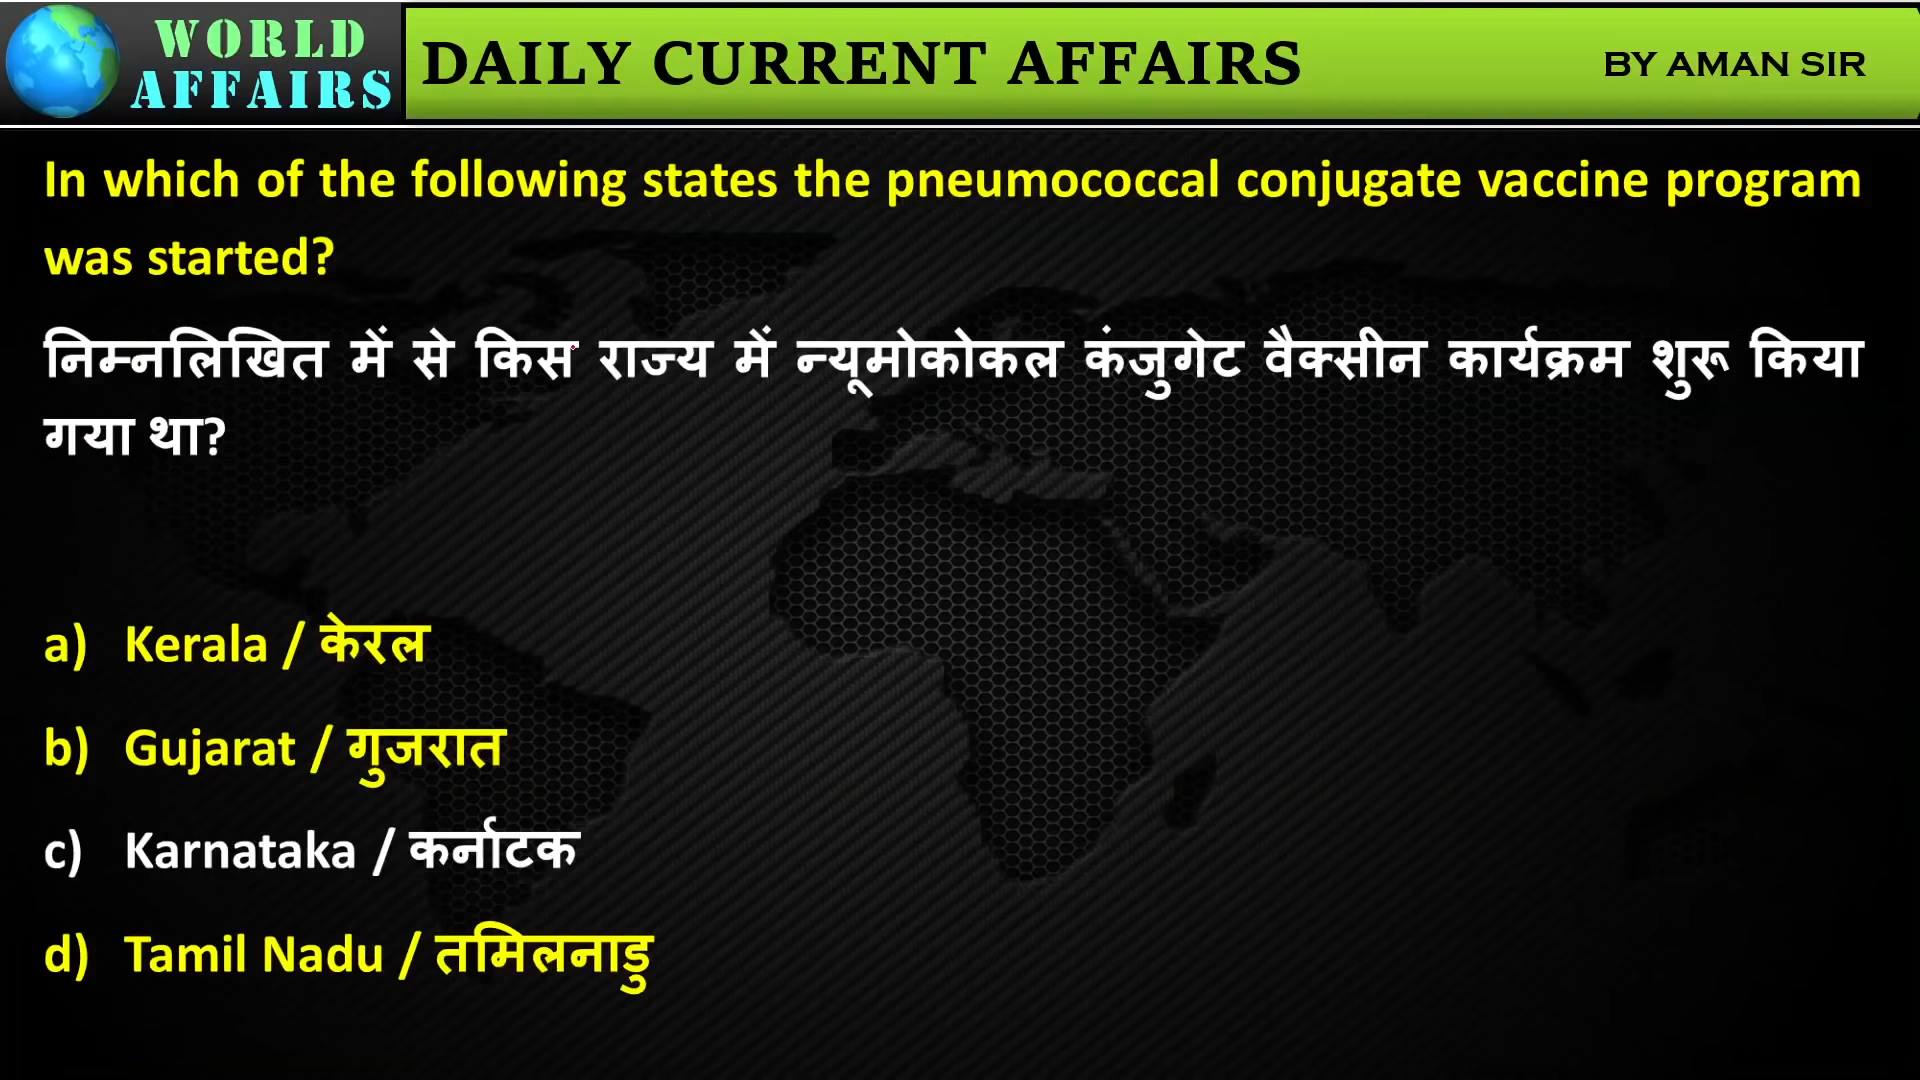 WORLD
AFFAIRS
DAILY CURRENT AFFAIRS
BY AMAN SIR
In which of the following states the pneumococcal conjugate vaccine program
was started?
निम्नलिखित में से किस राज्य में न्यूमोकोकल कंजुगेट वैक्सीन कार्यक्रम शुरू किया
गया था?
a) Kerala / केरल
b) Gujarat / गुजरात
c) Karnataka / कर्नाटक
d) Tamil Nadu / तमिलनाडु